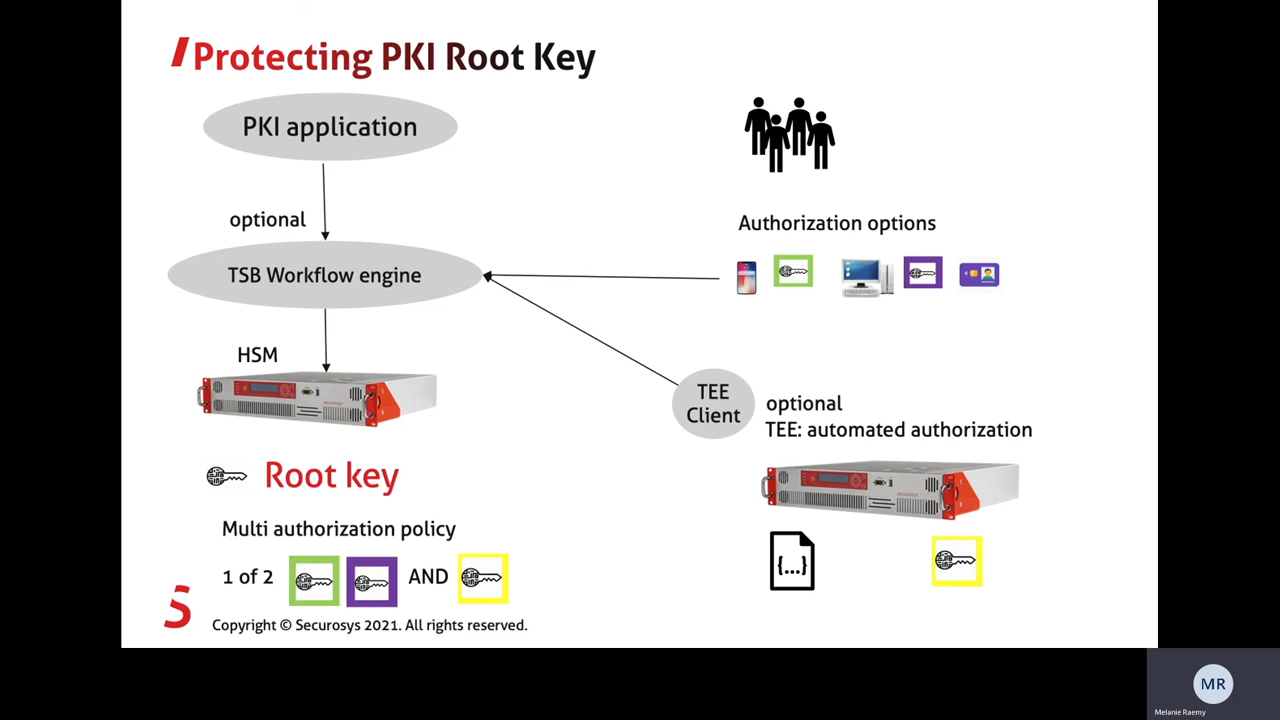 Protecting PKI Root Key
PKI application
optional
TSB Workflow engine
HSM
Root key
Multi authorization policy
1 of 2
AND
Authorization options
TEE
Client
optional
TEE: automated authorization
{...}
Copyright © Securosys 2021. All rights reserved.
MR
Melanie Raemy